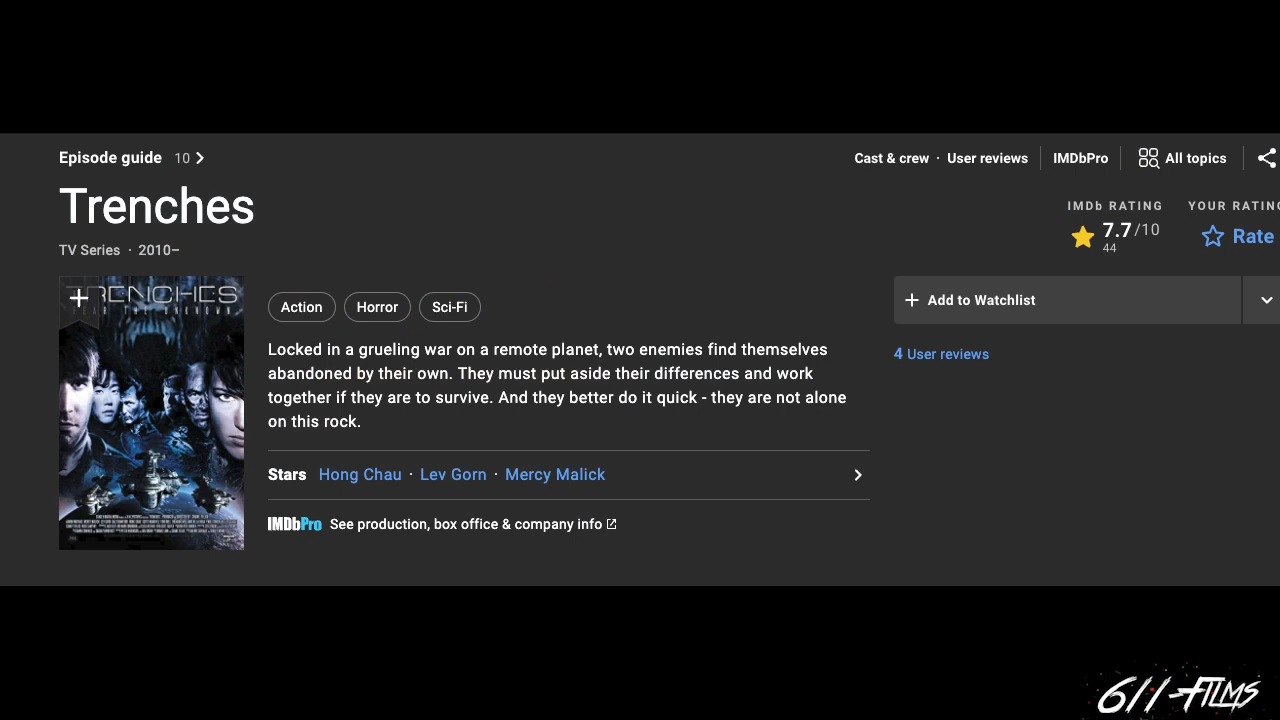 Episode guide 10
Cast & crew · User reviews
IMDbPro
All topics
Trenches
IMDb RATING
YOUR RATING
TV Series · 2010–
7.7/10
44
Rate
TRENCHES
FEAR THE UNKNOWN
Action
Horror
Sci-Fi
Add to Watchlist
Locked in a grueling war on a remote planet, two enemies find themselves
abandoned by their own. They must put aside their differences and work
together if they are to survive. And they better do it quick - they are not alone
on this rock.
4 User reviews
Stars Hong Chau · Lev Gorn · Mercy Malick
IMDbPro See production, box office & company info
611-FILMS